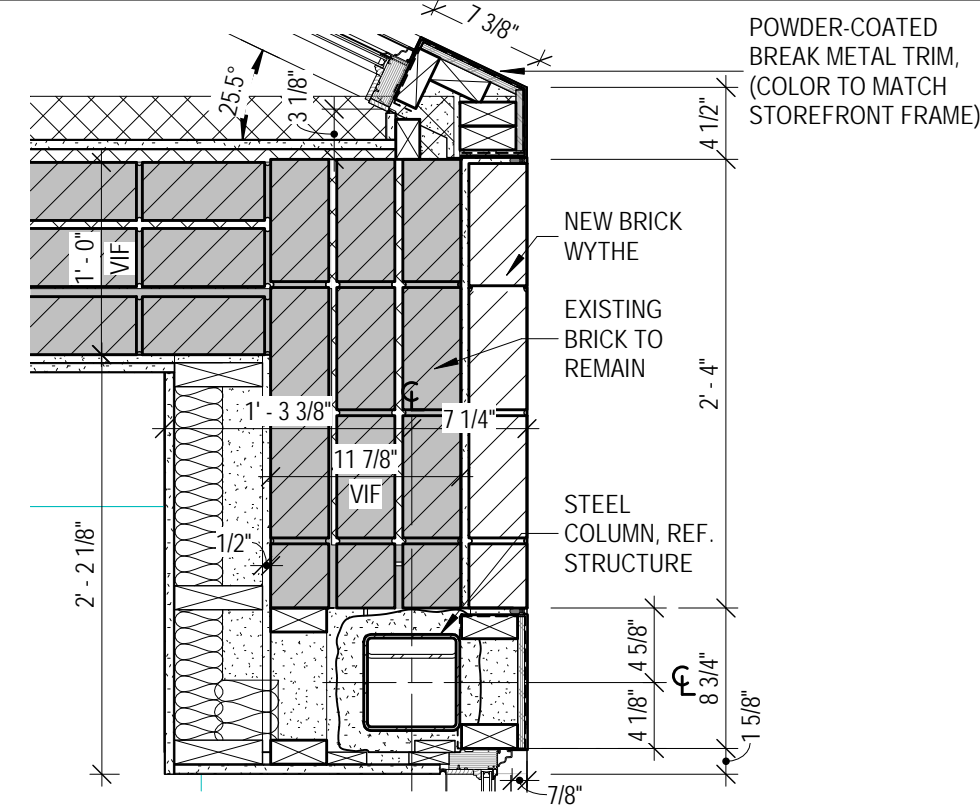 7 3/8"
POWDER-COATED
BREAK METAL TRIM,
(COLOR TO MATCH
STOREFRONT FRAME)
25.5°
3 1/8"
4 1/2"
NEW BRICK
WYTHE
1' - 0"
VIF
EXISTING
BRICK TO
REMAIN
2' - 4"
1' - 3 3/8"
7 1/4"
11 7/8"
VIF
STEEL
COLUMN, REF.
STRUCTURE
1/2"
2' - 2 1/8"
4 5/8"
4 1/8"
8 3/4"
1 5/8"
7/8"